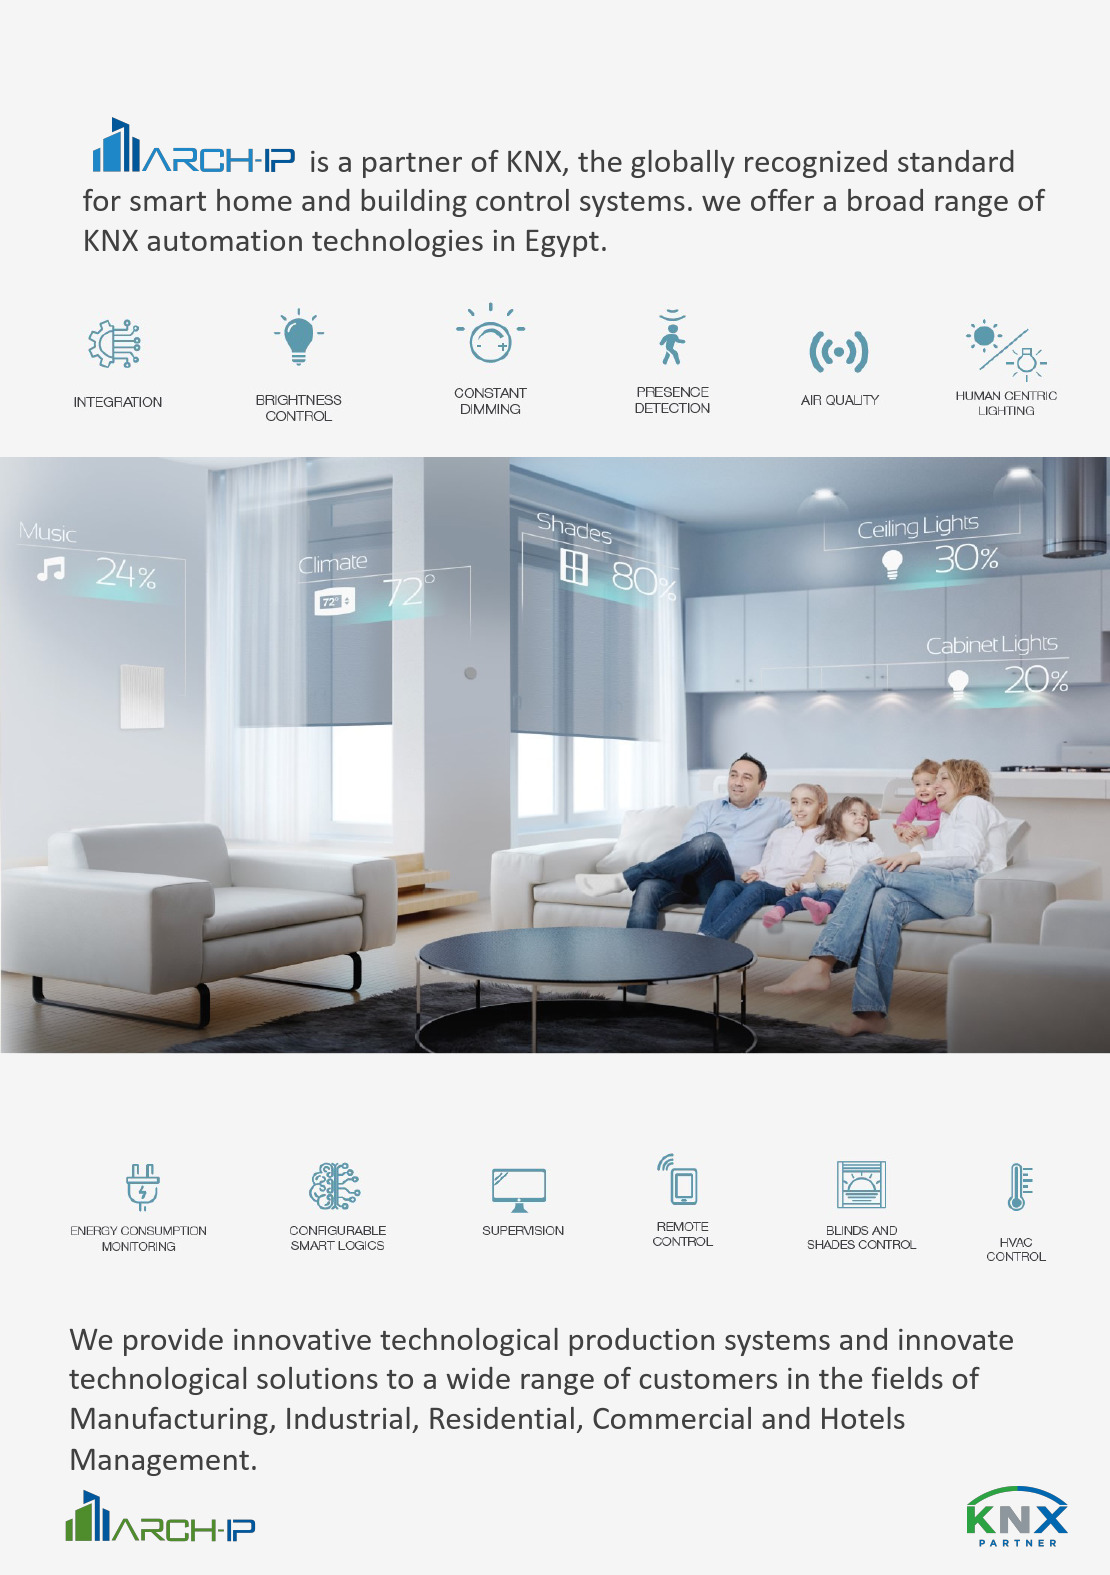 ARCH-IP is a partner of KNX, the globally recognized standard
for smart home and building control systems. we offer a broad range of
KNX automation technologies in Egypt.
INTEGRATION
BRIGHTNESS
CONTROL
CONSTANT
DIMMING
PRESENCE
DETECTION
AIR QUALITY
HUMAN CENTRIC
LIGHTING
Music
24%
Climate
72°
72°
Shades
80%
Ceiling Lights
30%
Cabinet Lights
20%
ENERGY CONSUMPTION
MONITORING
CONFIGURABLE
SMART LOGICS
SUPERVISION
REMOTE
CONTROL
BLINDS AND
SHADES CONTROL
HVAC
CONTROL
We provide innovative technological production systems and innovate
technological solutions to a wide range of customers in the fields of
Manufacturing, Industrial, Residential, Commercial and Hotels
Management.
ARCH-IP
KNX
PARTNER